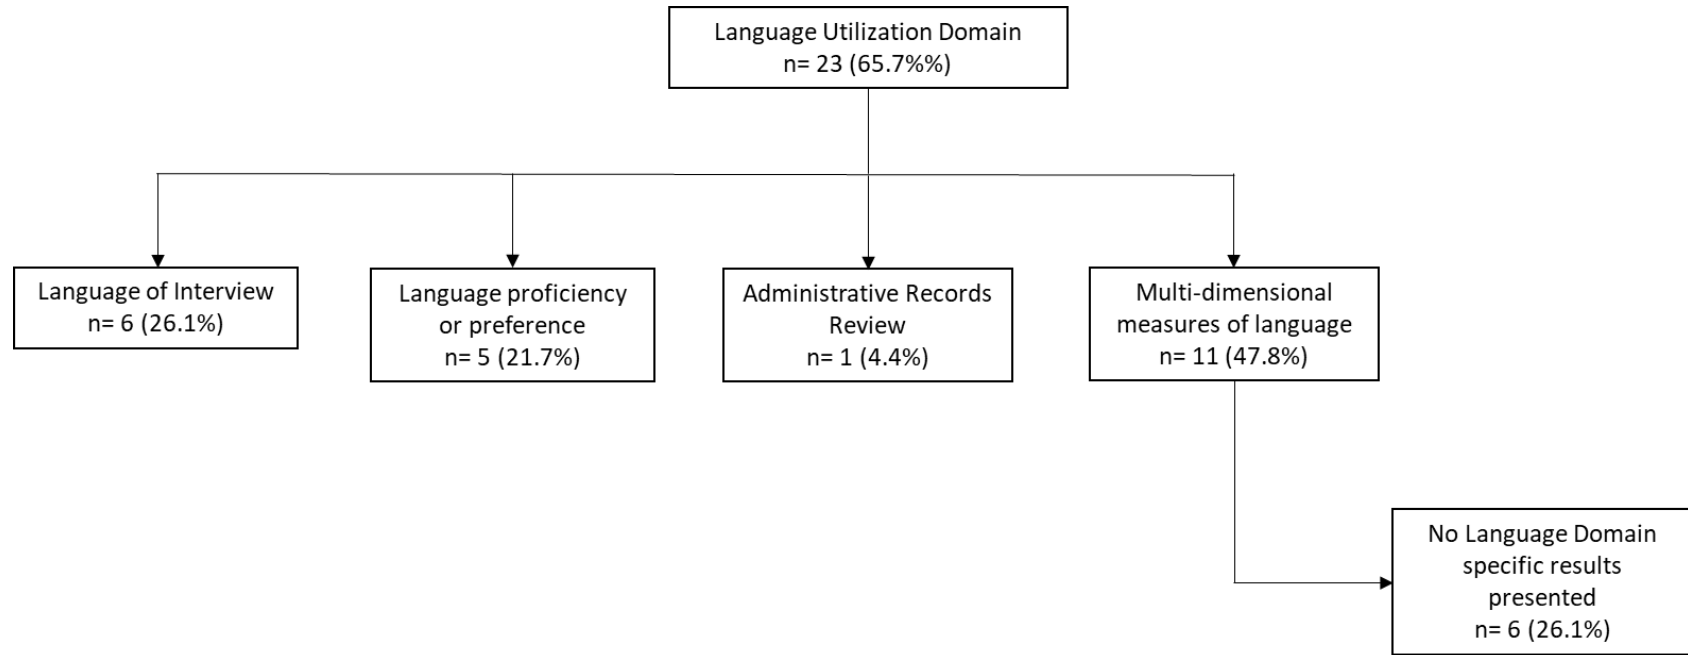 Language Utilization Domain
n= 23 (65.7%%)
Language of Interview
n= 6 (26.1%)
Language proficiency
or preference
n= 5 (21.7%)
Administrative Records
Review
n= 1 (4.4%)
Multi-dimensional
measures of language
n= 11 (47.8%)
No Language Domain
specific results
presented
n= 6 (26.1%)